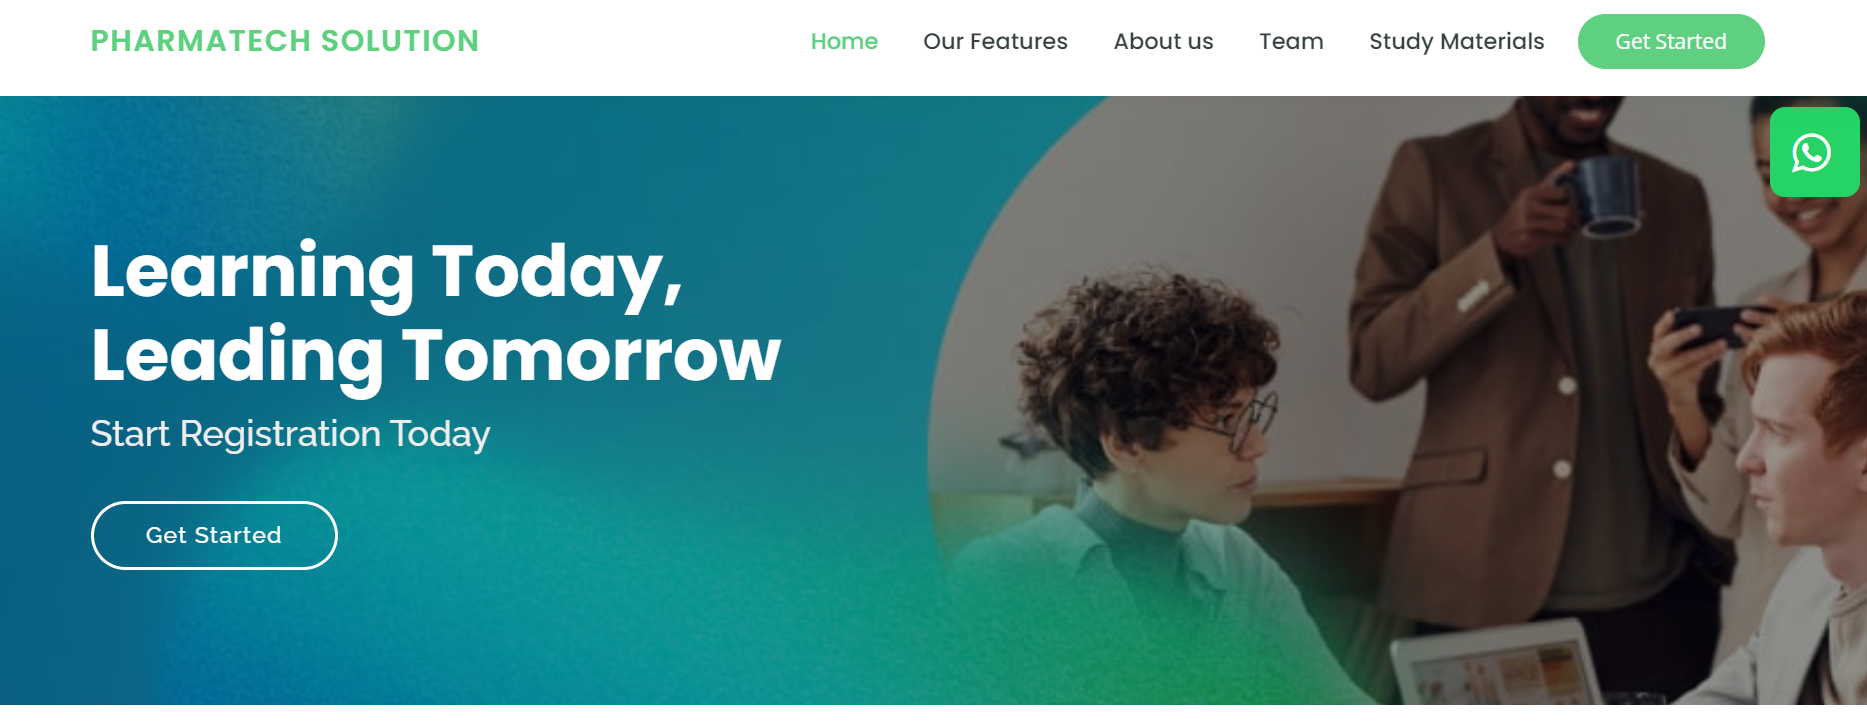 PHARMATECH SOLUTION
Home
Our Features
About us
Team
Study Materials
Get Started
Learning Today,
Leading Tomorrow
Start Registration Today
Get Started